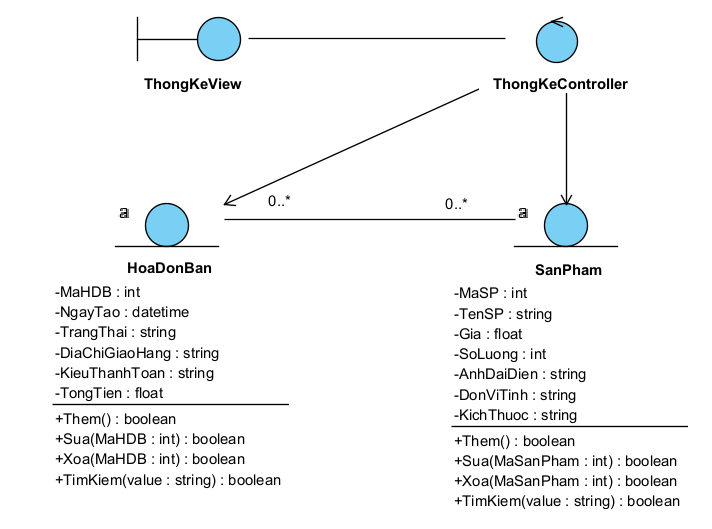 ThongKeView
ThongKeController
0..*
0..*
a
a
HoaDonBan
-MaHDB : int
-NgayTao : datetime
-TrangThai : string
-DiaChiGiaoHang : string
-KieuThanhToan : string
-TongTien : float
+Them() : boolean
+Sua(MaHDB : int) : boolean
+Xoa(MaHDB : int) : boolean
+TimKiem(value : string) : boolean
SanPham
-MaSP : int
-TenSP : string
-Gia : float
-SoLuong : int
-AnhDaiDien : string
-DonViTinh : string
-KichThuoc : string
+Them() : boolean
+Sua(MaSanPham : int) : boolean
+Xoa(MaSanPham : int) : boolean
+TimKiem(value : string) : boolean